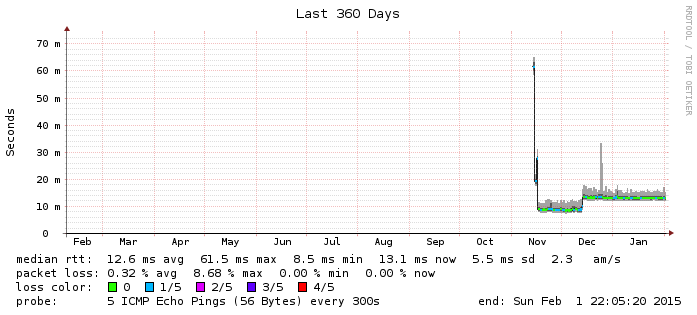 Last 360 Days
RRDTOOL / TOBI OETIKER
Seconds
70 m
60 m
50 m
40 m
30 m
20 m
10 m
0
Feb Mar Apr May Jun Jul Aug Sep Oct Nov Dec Jan
median rtt: 12.6 ms avg 61.5 ms max 8.5 ms min 13.1 ms now 5.5 ms sd 2.3 am/s
packet loss: 0.32 % avg 8.68 % max 0.00 % min 0.00 % now
loss color: 0 1/5 2/5 3/5 4/5
probe: 5 ICMP Echo Pings (56 Bytes) every 300s end: Sun Feb 1 22:05:20 2015